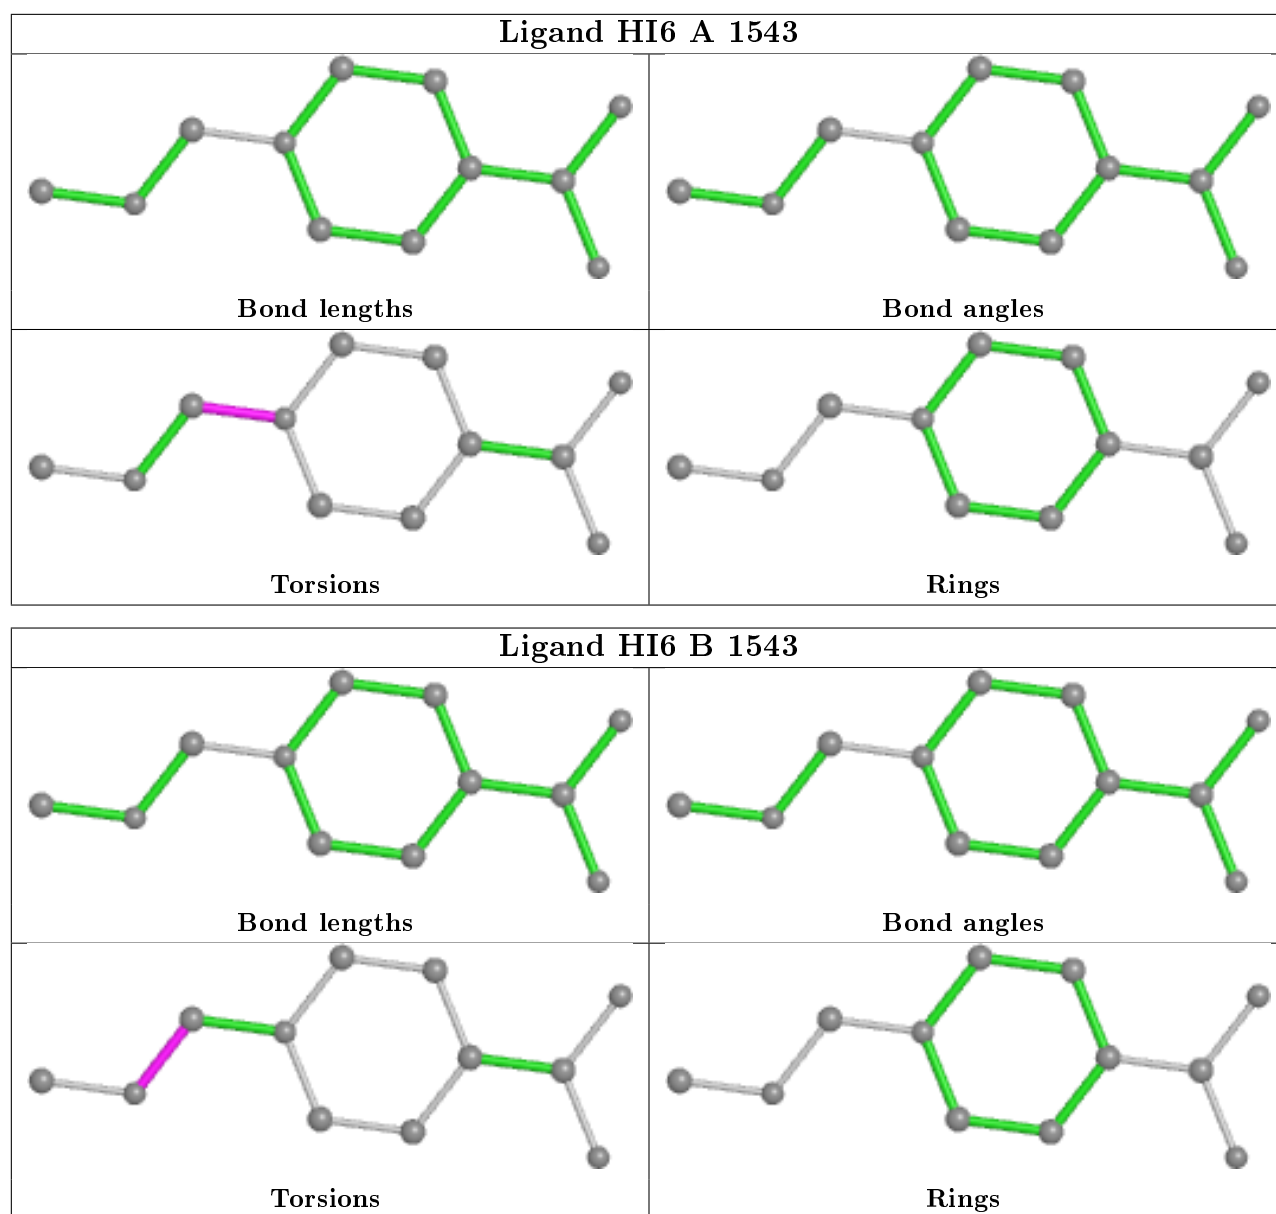 Ligand HI6 A 1543
Bond lengths
Bond angles
Torsions
Rings
Ligand HI6 B 1543
Bond lengths
Bond angles
Torsions
Rings